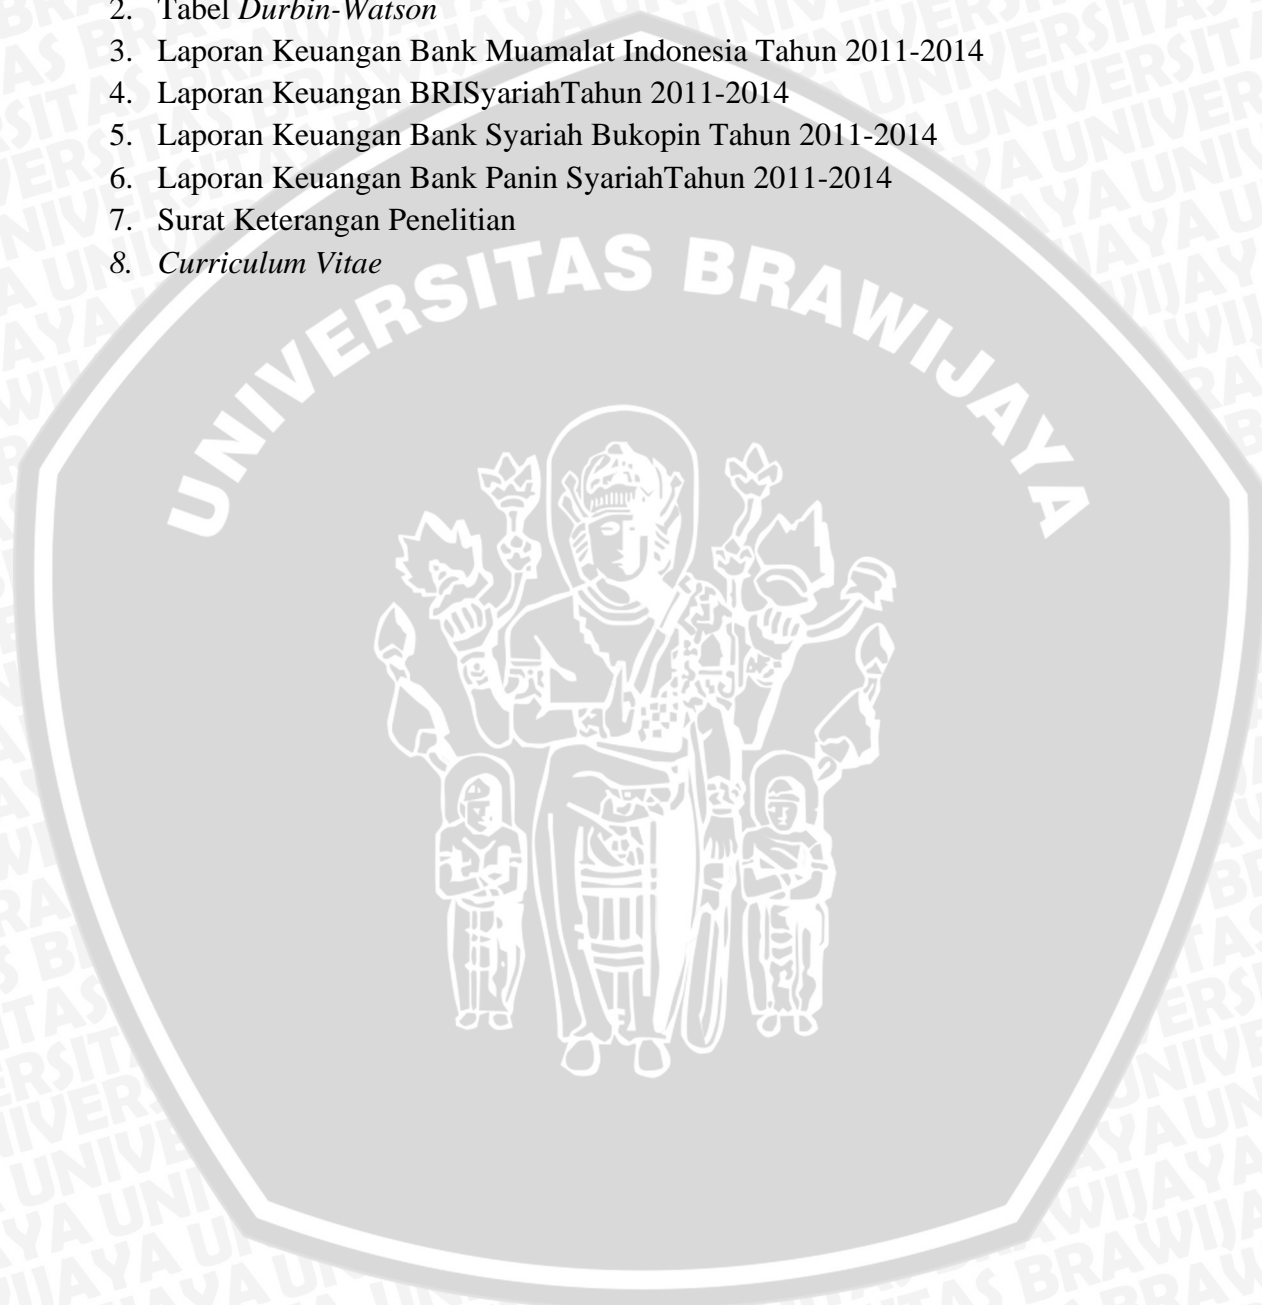 2. Tabel Durbin-Watson
3. Laporan Keuangan Bank Muamalat Indonesia Tahun 2011-2014
4. Laporan Keuangan BRISyariahTahun 2011-2014
5. Laporan Keuangan Bank Syariah Bukopin Tahun 2011-2014
6. Laporan Keuangan Bank Panin SyariahTahun 2011-2014
7. Surat Keterangan Penelitian
8. Curriculum Vitae
UNIVERSITAS BRAWIJAYA